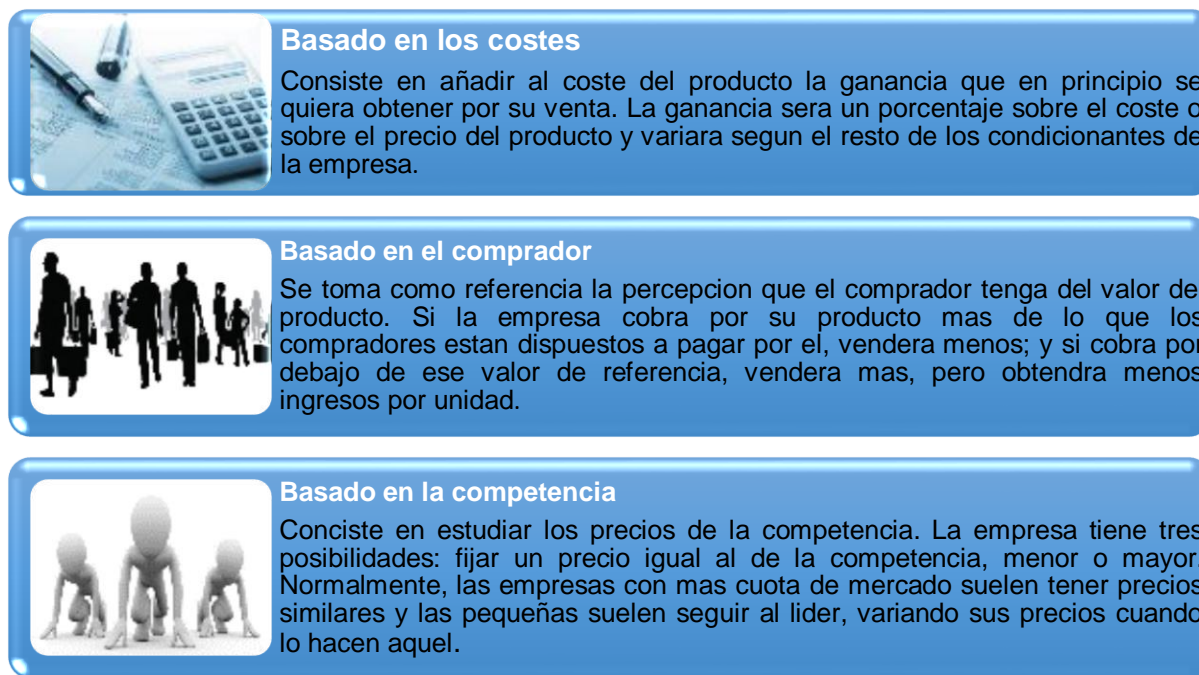 Basado en los costes
Consiste en añadir al coste del producto la ganancia que en principio se
quiera obtener por su venta. La ganancia sera un porcentaje sobre el coste o
sobre el precio del producto y variara segun el resto de los condicionantes de
la empresa.
Basado en el comprador
Se toma como referencia la percepcion que el comprador tenga del valor del
producto. Si la empresa cobra por su producto mas de lo que los
compradores estan dispuestos a pagar por el, vendera menos; y si cobra por
debajo de ese valor de referencia, vendera mas, pero obtendra menos
ingresos por unidad.
Basado en la competencia
Conciste en estudiar los precios de la competencia. La empresa tiene tres
posibilidades: fijar un precio igual al de la competencia, menor o mayor.
Normalmente, las empresas con mas cuota de mercado suelen tener precios
similares y las pequeñas suelen seguir al lider, variando sus precios cuando
lo hacen aquel.